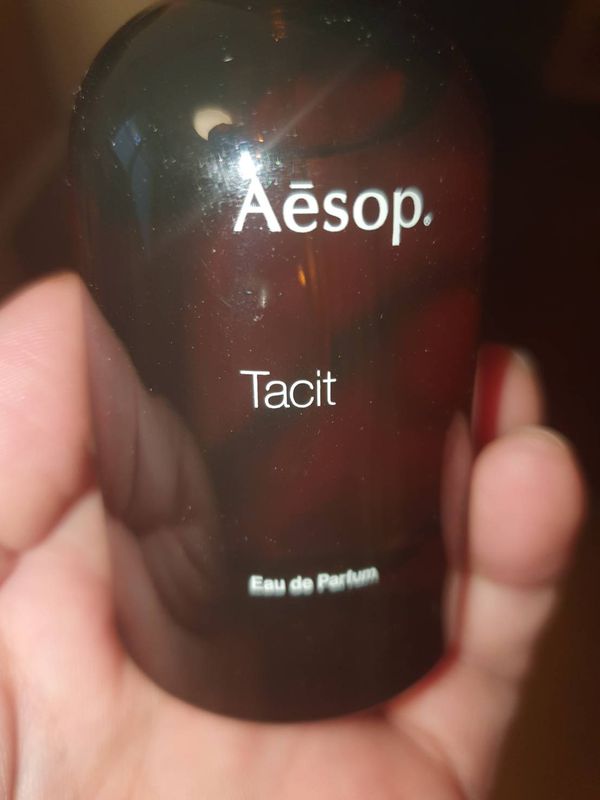 Aēsop.
Tacit
Eau de Parfum